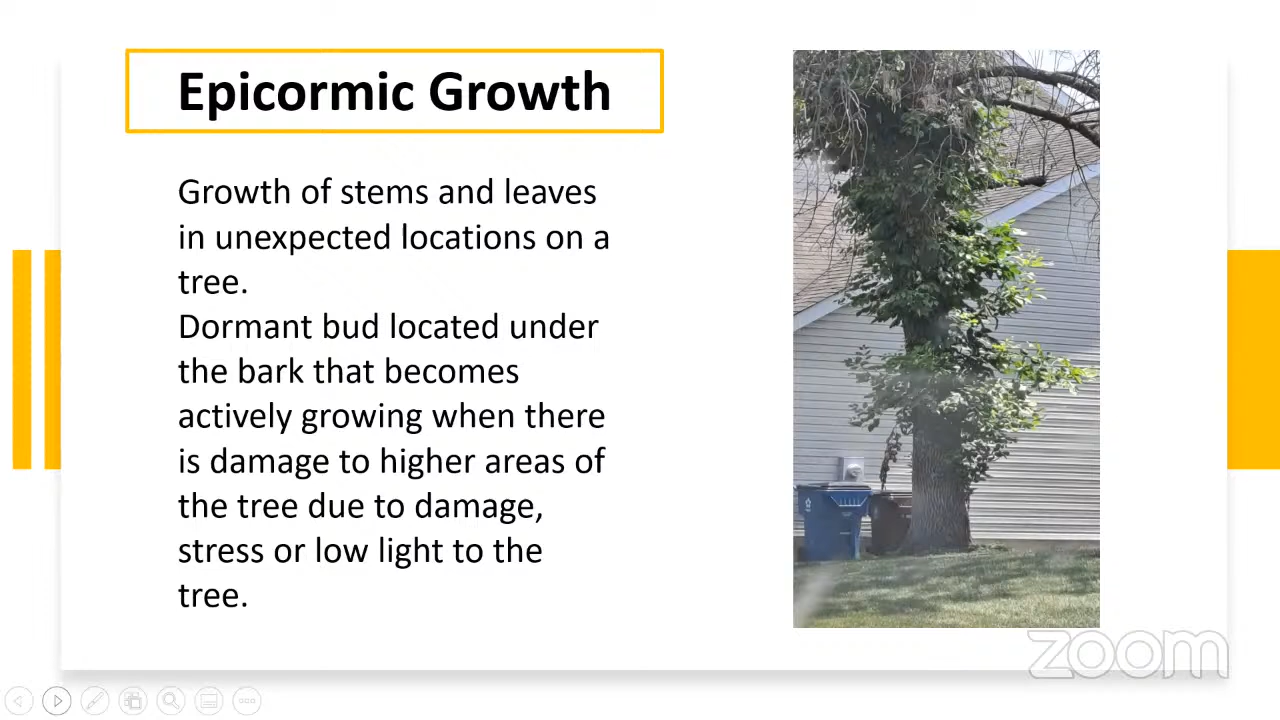 Epicormic Growth
Growth of stems and leaves
in unexpected locations on a
tree.
Dormant bud located under
the bark that becomes
actively growing when there
is damage to higher areas of
the tree due to damage,
stress or low light to the
tree.
zoom